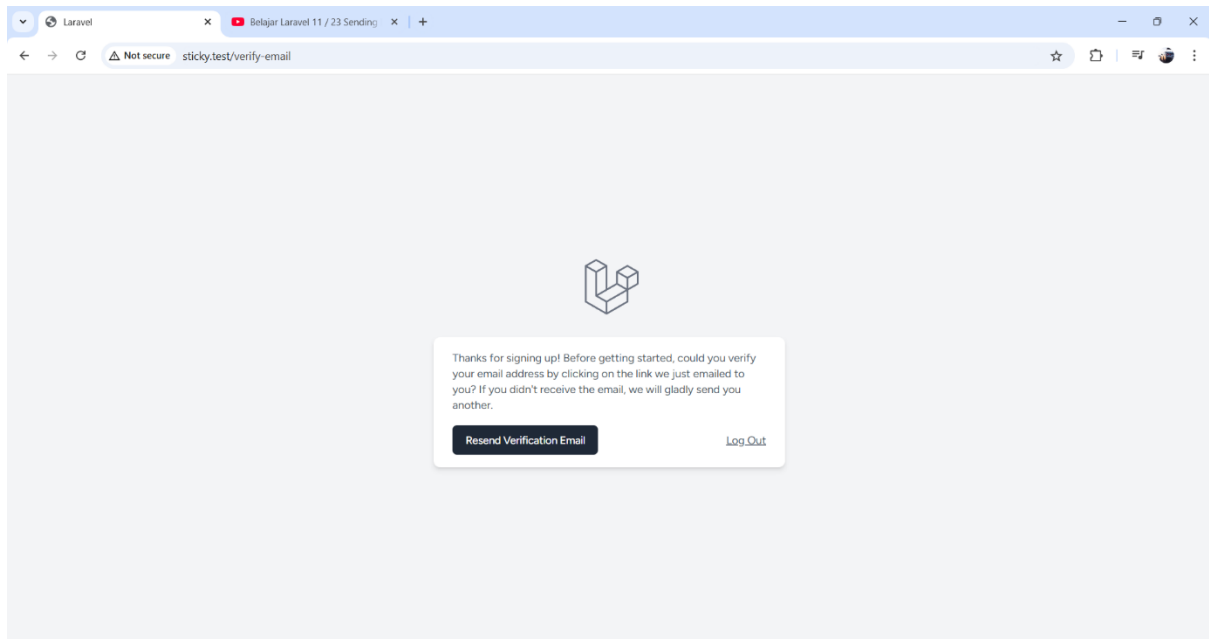 Laravel
Belajar Laravel 11 / 23 Sending
Not secure
sticky.test/verify-email
Thanks for signing up! Before getting started, could you verify
your email address by clicking on the link we just emailed to
you? If you didn't receive the email, we will gladly send you
another.
Resend Verification Email
Log Out